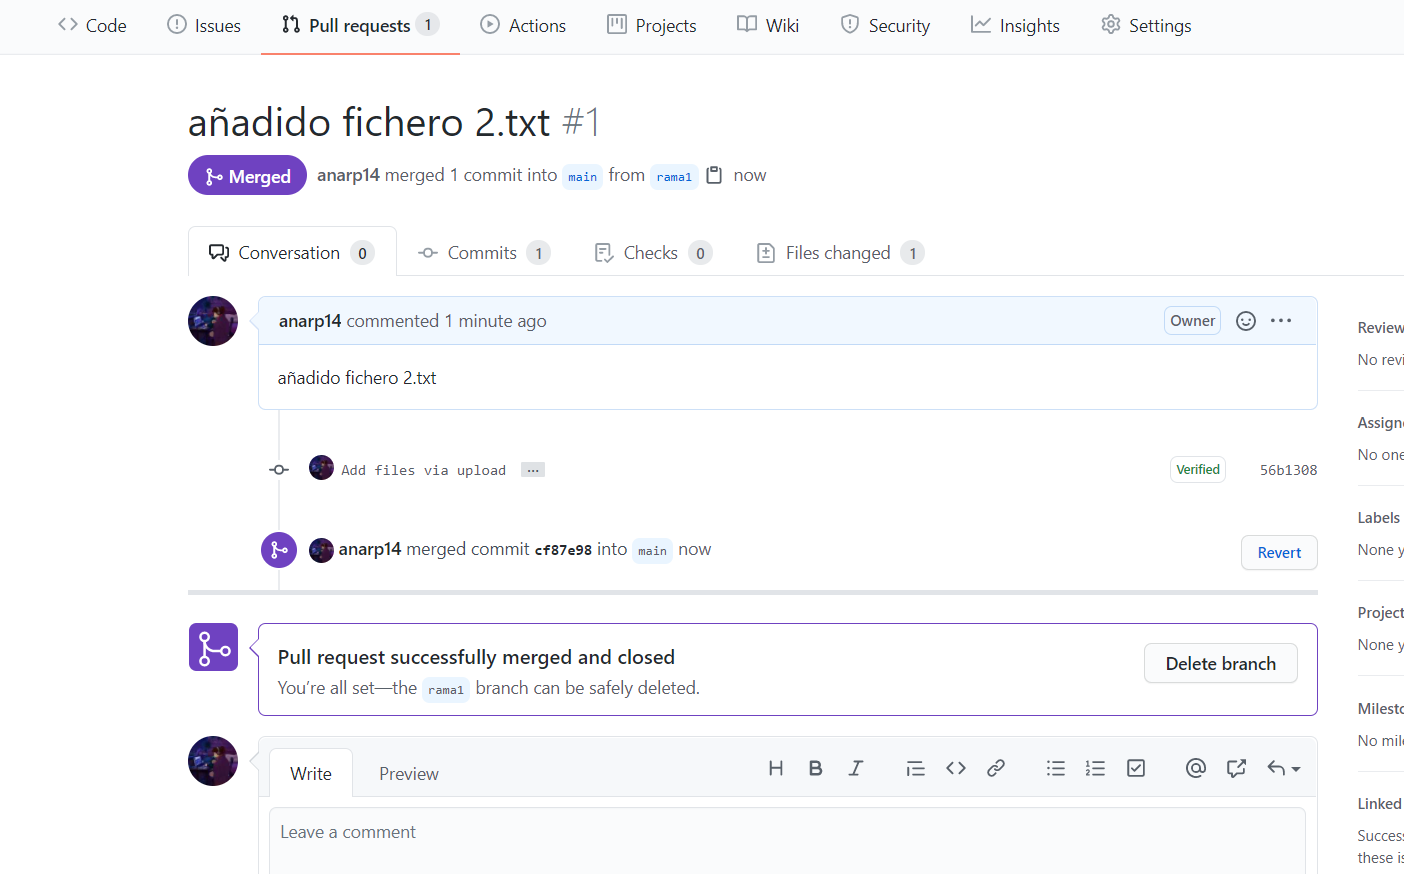 Code Issues Pull requests 1 Actions Projects Wiki Security Insights Settings
añadido fichero 2.txt #1
Merged anarp14 merged 1 commit into main from rama1 now
Conversation 0 Commits 1 Checks 0 Files changed 1
anarp14 commented 1 minute ago Owner
añadido fichero 2.txt
Add files via upload ... Verified 56b1308
anarp14 merged commit cf87e98 into main now Revert
Pull request successfully merged and closed
You're all set—the rama1 branch can be safely deleted.
Delete branch
Write Preview
Leave a comment
Review
No revi
Assign
No one
Labels
None y
Project
None y
Milesto
No mile
Linked
Success
these is